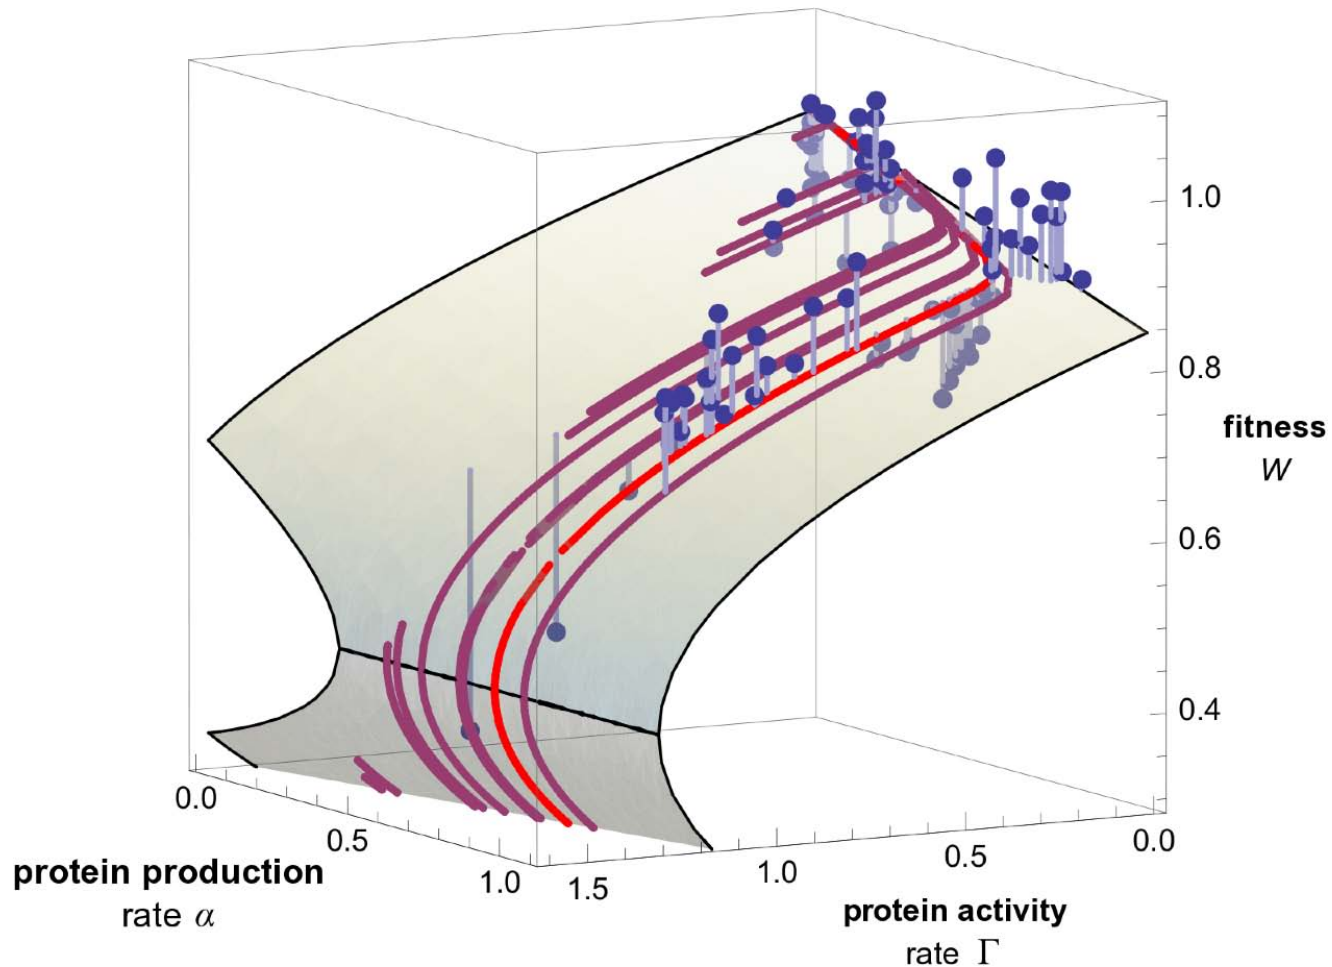 1.0
0.8
fitness
W
0.6
0.4
0.0
0.5
1.0
protein production
rate α
1.5
1.0
0.5
0.0
protein activity
rate Γ